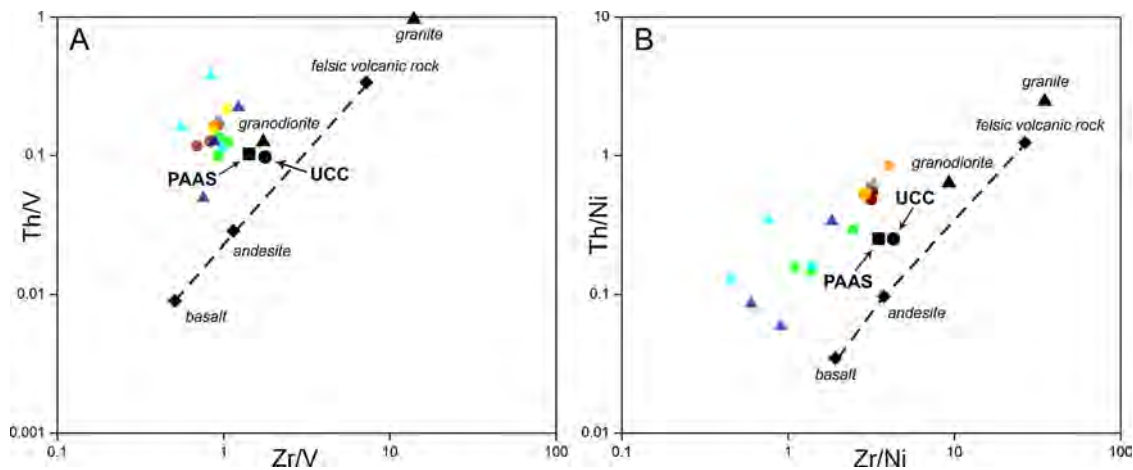 A
1
0.1
0.01
0.001
Th/V
0.1
1
10
100
Zr/V
granite
felsic volcanic rock
granodiorite
PAAS
UCC
andesite
basalt
B
10
1
0.1
0.01
Th/Ni
0.1
1
10
100
Zr/Ni
granite
felsic volcanic rock
granodiorite
UCC
PAAS
andesite
basalt